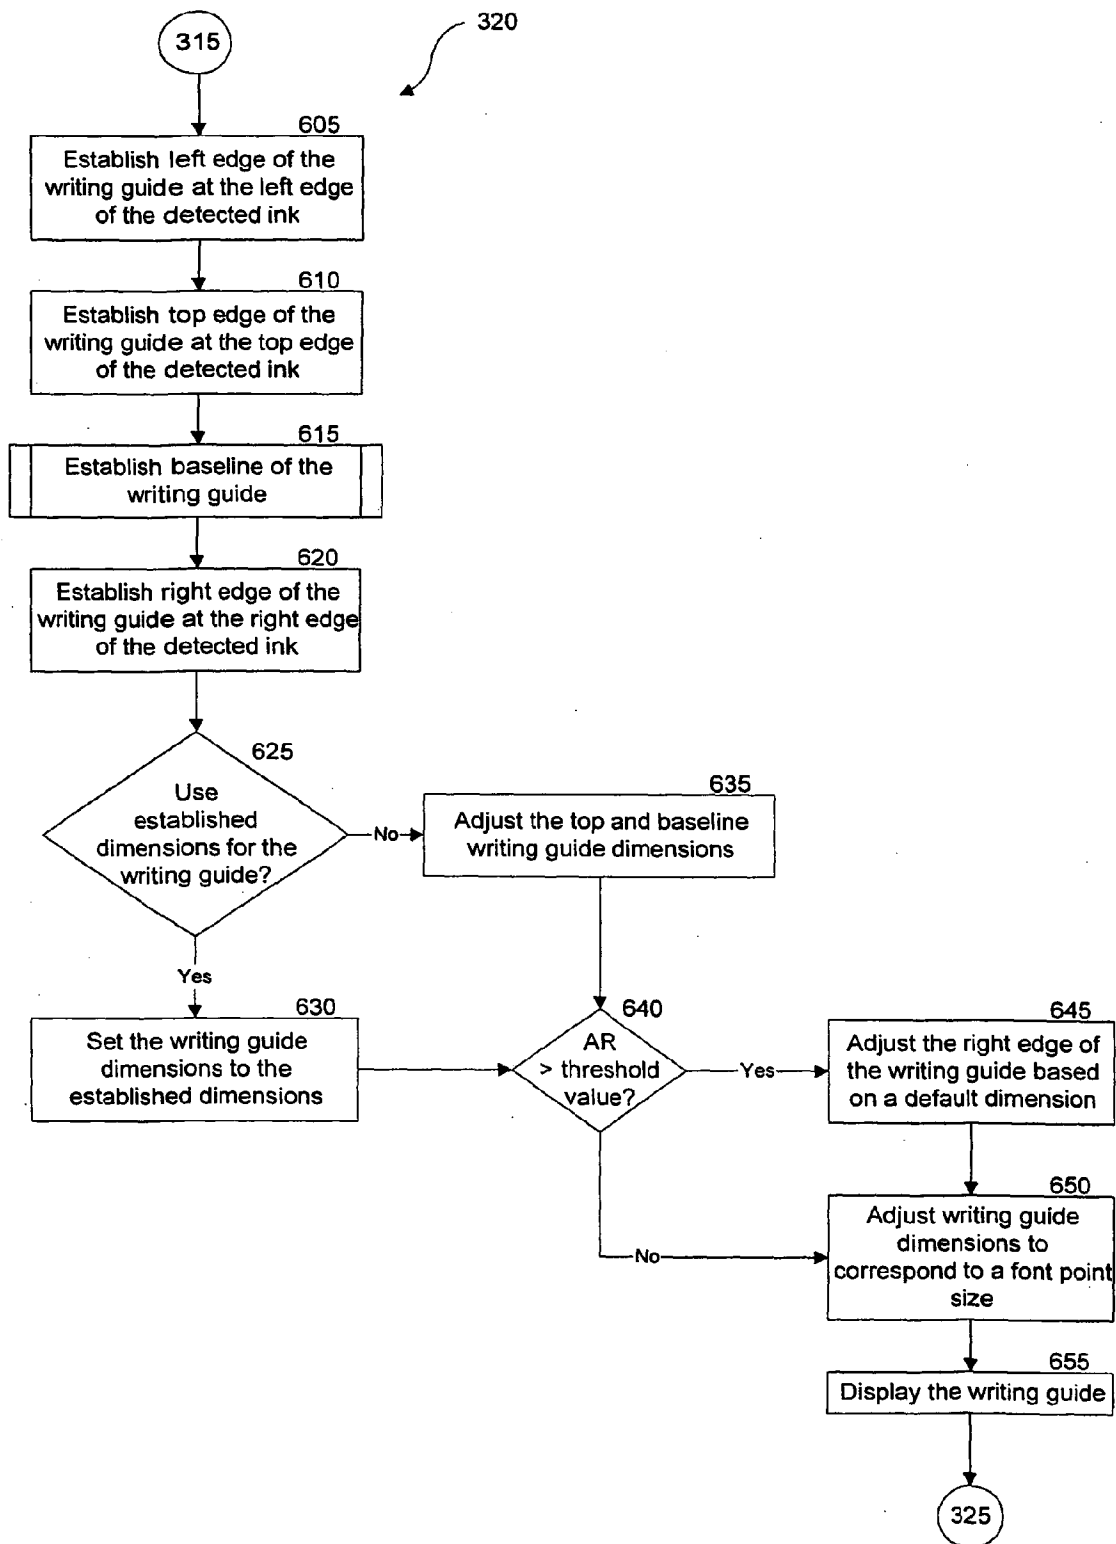 315
320
605
Establish left edge of the
writing guide at the left edge
of the detected ink
610
Establish top edge of the
writing guide at the top edge
of the detected ink
615
Establish baseline of the
writing guide
620
Establish right edge of the
writing guide at the right edge
of the detected ink
625
Use
established
dimensions for the
writing guide?
No
635
Adjust the top and baseline
writing guide dimensions
Yes
630
Set the writing guide
dimensions to the
established dimensions
640
AR
> threshold
value?
Yes
645
Adjust the right edge of
the writing guide based
on a default dimension
No
650
Adjust writing guide
dimensions to
correspond to a font point
size
655
Display the writing guide
325